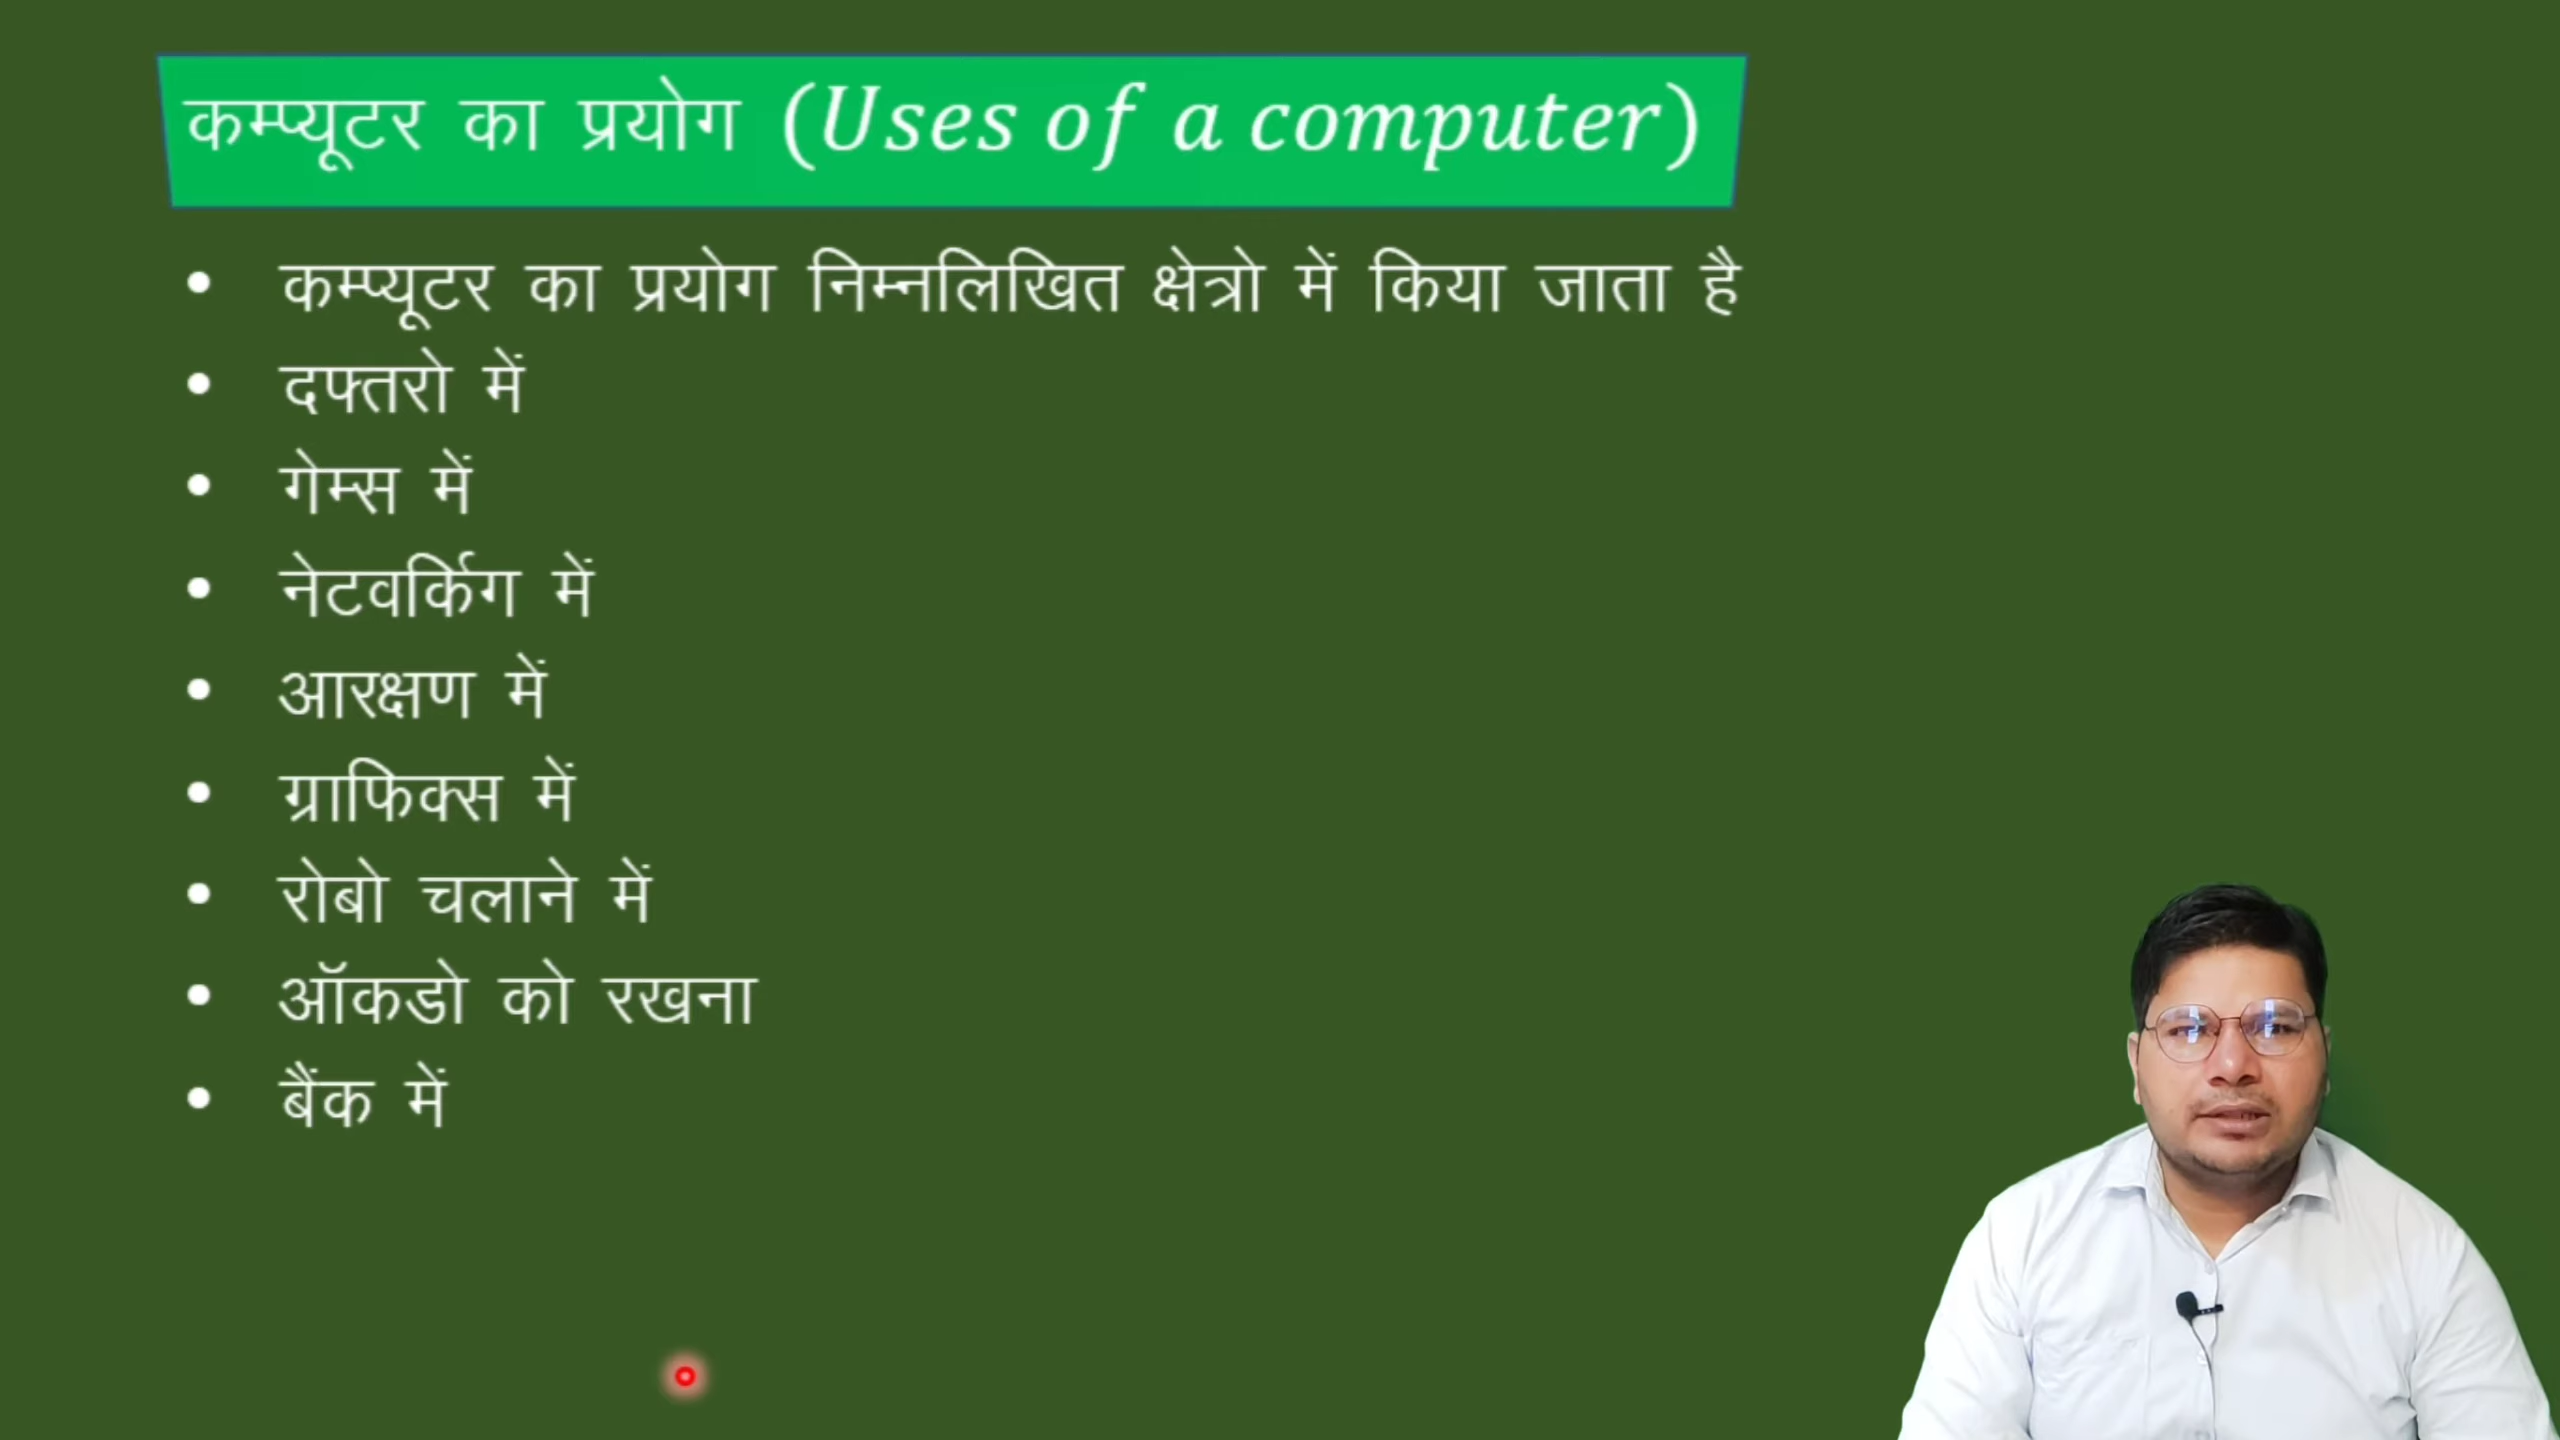 कम्प्यूटर का प्रयोग (Uses of a computer)
• कम्प्यूटर का प्रयोग निम्नलिखित क्षेत्रो में किया जाता है
• दफ्तरो में
• गेम्स में
• नेटवर्किग में
• आरक्षण में
• ग्राफिक्स में
• रोबो चलाने में
• ऑकडो को रखना
• बैंक में